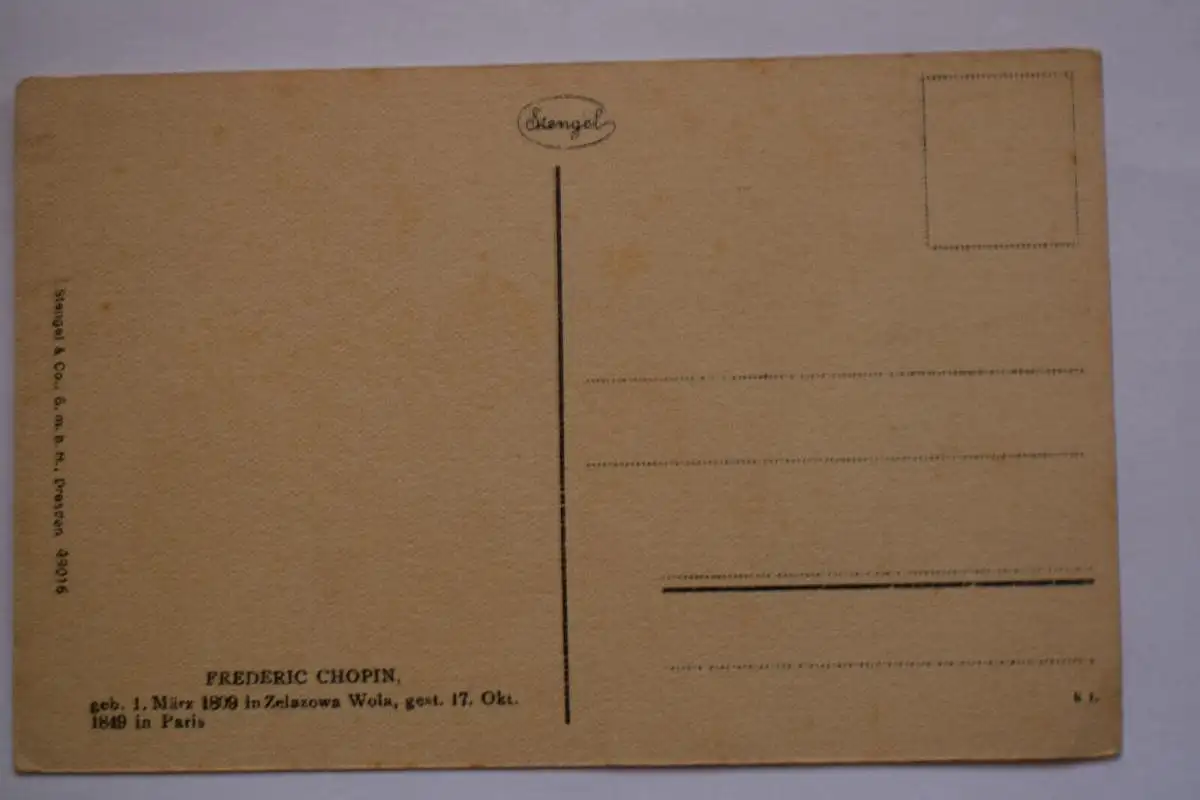 Stengel
Stengel & Co., G. m. b. H., Dresden 49016
FREDERIC CHOPIN,
geb. 1. März 1809 in Zelazowa Wola, gest. 17. Okt.
1849 in Paris